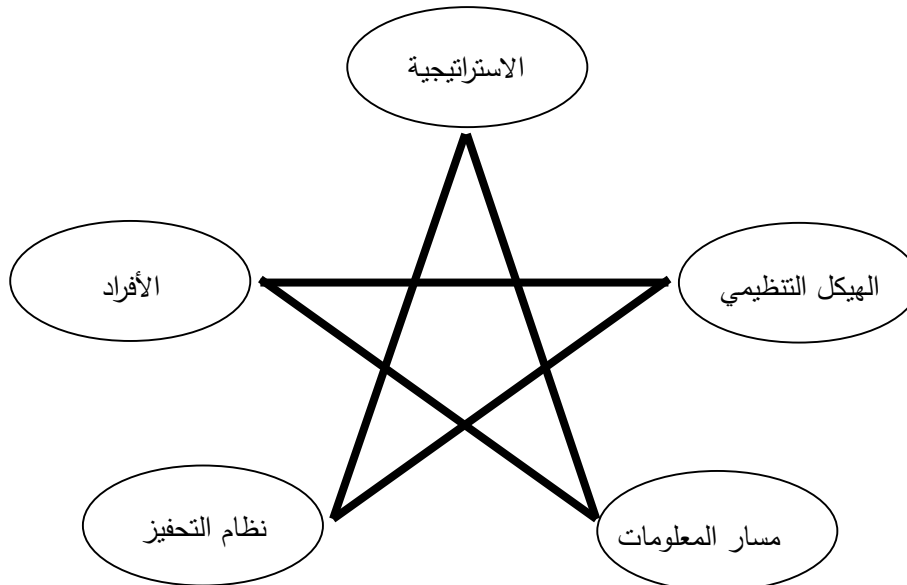 الاستراتيجية
الهيكل التنظيمي
الأفراد
مسار المعلومات
نظام التحفيز